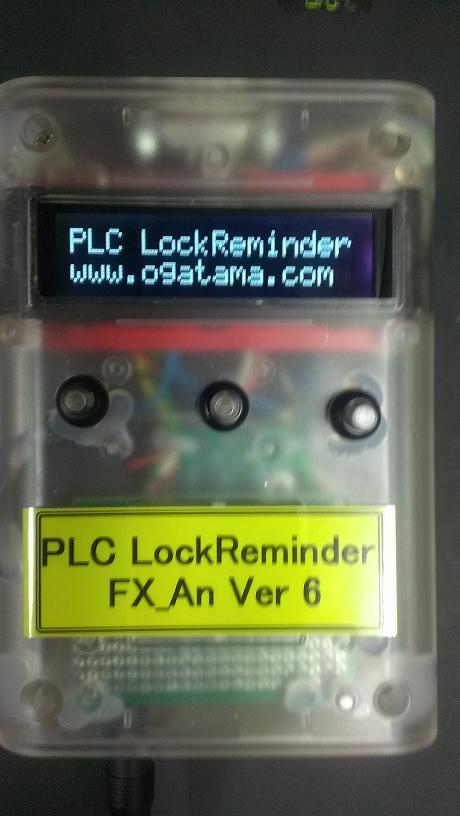 PLC LockReminder
www.ogatama.com
PLC LockReminder
FX_An Ver 6